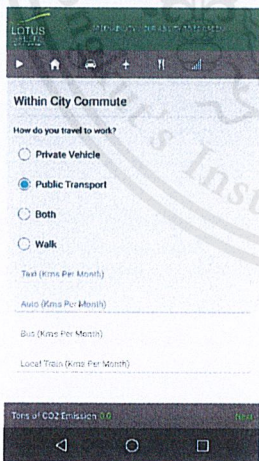 LOTUS
Within City Commute
How do you travel to work?
Private Vehicle
Public Transport
Both
Walk
Taxi (Kms Per Month)
Auto (Kms Per Month)
Bus (Kms Per Month)
Local Train (Kms Per Month)
Tons of CO2 Emission 0.0
Next